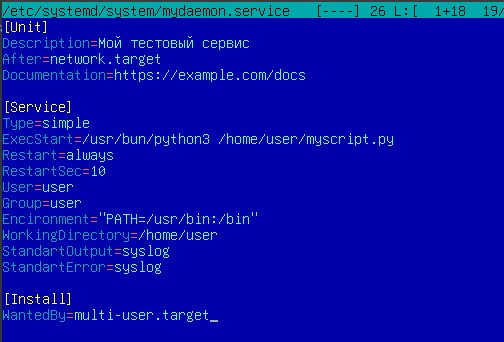 /etc/systemd/system/mydaemon.service [----] 26 L:[ 1+18 19/
[Unit]
Description=Мой тестовый сервис
After=network.target
Documentation=https://example.com/docs
[Service]
Type=simple
ExecStart=/usr/bun/python3 /home/user/myscript.py
Restart=always
RestartSec=10
User=user
Group=user
Encironment="PATH=/usr/bin:/bin"
WorkingDirectory=/home/user
StandartOutput=syslog
StandartError=syslog
[Install]
WantedBy=multi-user.target_